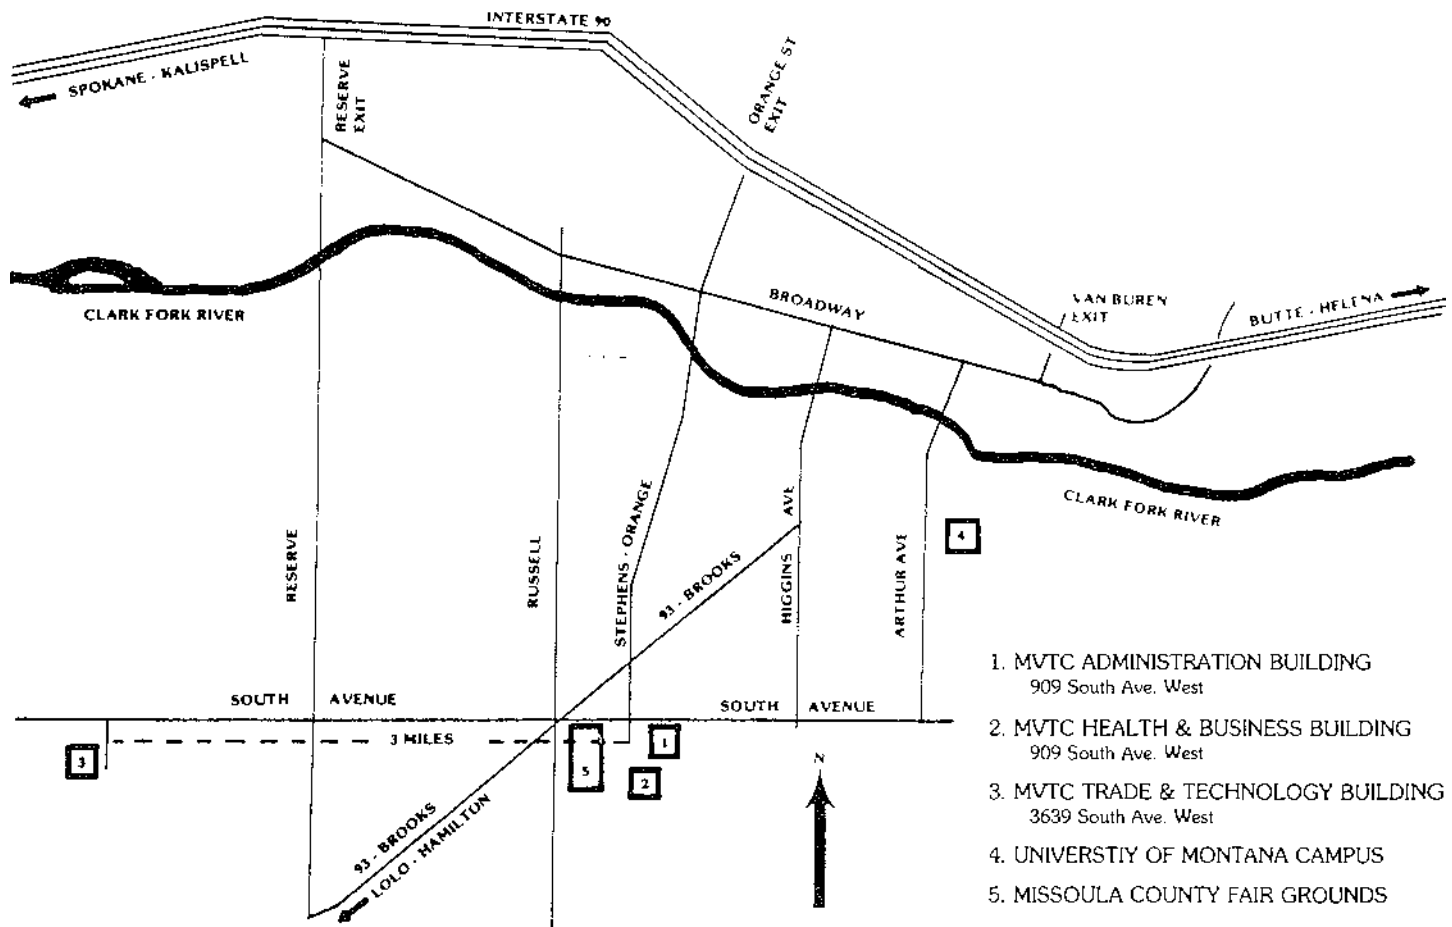 INTERSTATE 90
SPOKANE - KALISPELL
RESERVE
EXIT
ORANGE ST
EXIT
CLARK FORK RIVER
BROADWAY
VAN BUREN
EXIT
BUTTE - HELENA
CLARK FORK RIVER
RESERVE
RUSSELL
STEPHENS - ORANGE
93 - BROOKS
HIGGINS AVE
ARTHUR AVE
4
SOUTH AVENUE
SOUTH AVENUE
3 MILES
3
5
1
2
93 - BROOKS
LOLO - HAMILTON
N
1. MVTC ADMINISTRATION BUILDING
909 South Ave. West
2. MVTC HEALTH & BUSINESS BUILDING
909 South Ave. West
3. MVTC TRADE & TECHNOLOGY BUILDING
3639 South Ave. West
4. UNIVERSTIY OF MONTANA CAMPUS
5. MISSOULA COUNTY FAIR GROUNDS